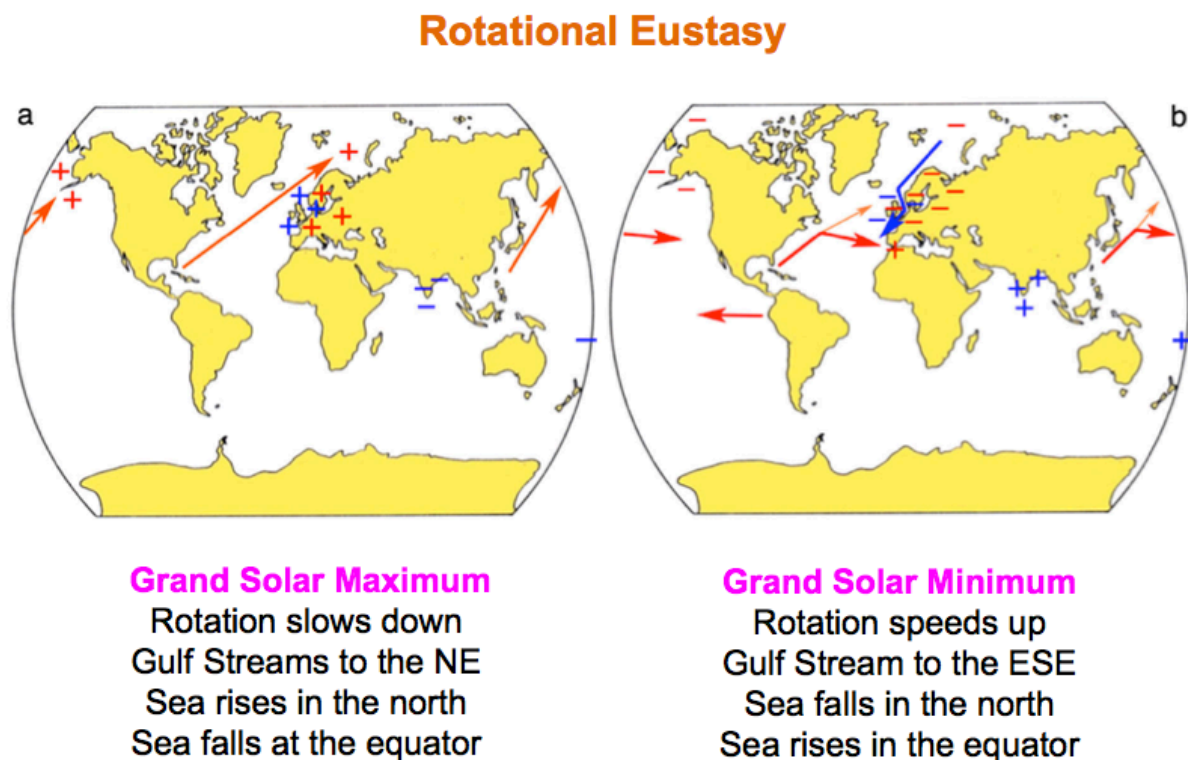 Rotational Eustasy
a
b
Grand Solar Maximum
Rotation slows down
Gulf Streams to the NE
Sea rises in the north
Sea falls at the equator
Grand Solar Minimum
Rotation speeds up
Gulf Stream to the ESE
Sea falls in the north
Sea rises in the equator